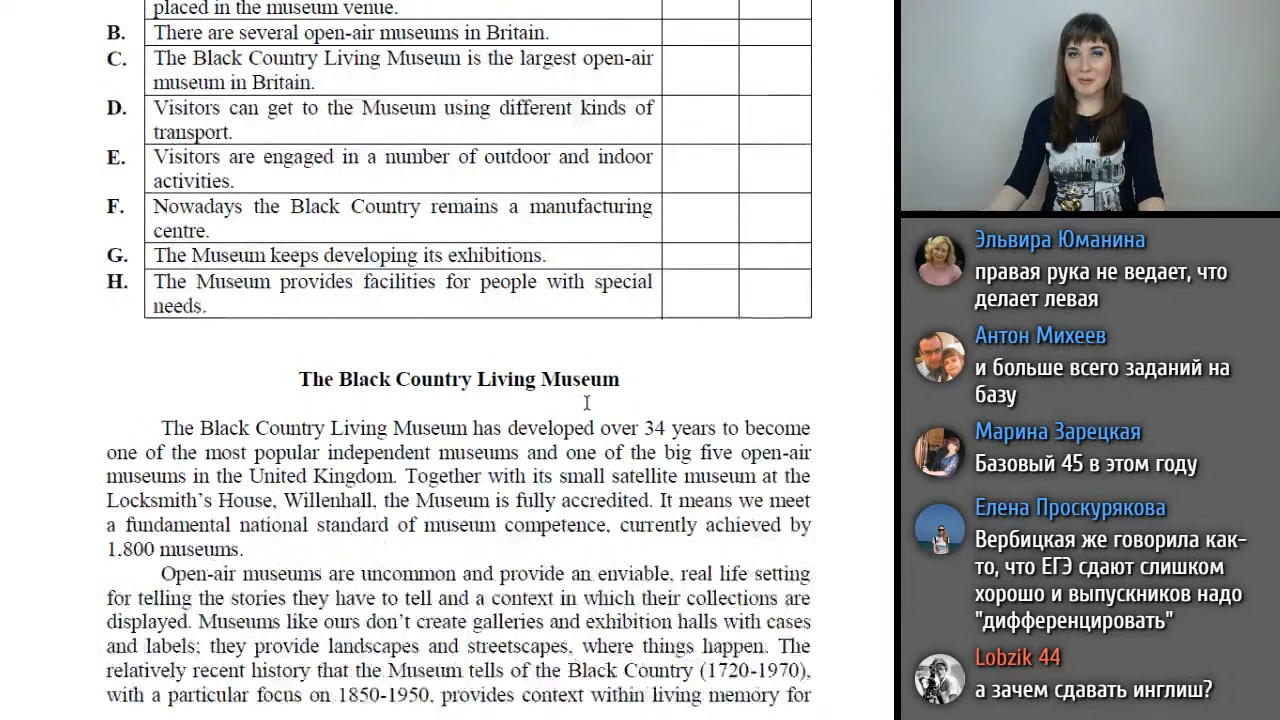 placed in the museum venue.
B. There are several open-air museums in Britain.
C. The Black Country Living Museum is the largest open-air
museum in Britain.
D. Visitors can get to the Museum using different kinds of
transport.
E. Visitors are engaged in a number of outdoor and indoor
activities.
F. Nowadays the Black Country remains a manufacturing
centre.
G. The Museum keeps developing its exhibitions.
H. The Museum provides facilities for people with special
needs.
The Black Country Living Museum
The Black Country Living Museum has developed over 34 years to become
one of the most popular independent museums and one of the big five open-air
museums in the United Kingdom. Together with its small satellite museum at the
Locksmith's House, Willenhall, the Museum is fully accredited. It means we meet
a fundamental national standard of museum competence, currently achieved by
1,800 museums.
Open-air museums are uncommon and provide an enviable, real life setting
for telling the stories they have to tell and a context in which their collections are
displayed. Museums like ours don't create galleries and exhibition halls with cases
and labels; they provide landscapes and streetscapes, where things happen. The
relatively recent history that the Museum tells of the Black Country (1720-1970),
with a particular focus on 1850-1950, provides context within living memory for
Эльвира Юманина
правая рука не ведает, что
делает левая
Антон Михеев
и больше всего заданий на
базу
Марина Зарецкая
Базовый 45 в этом году
Елена Проскурякова
Вербицкая же говорила как-
то, что ЕГЭ сдают слишком
хорошо и выпускников надо
"дифференцировать"
Lobzik 44
а зачем сдавать инглиш?